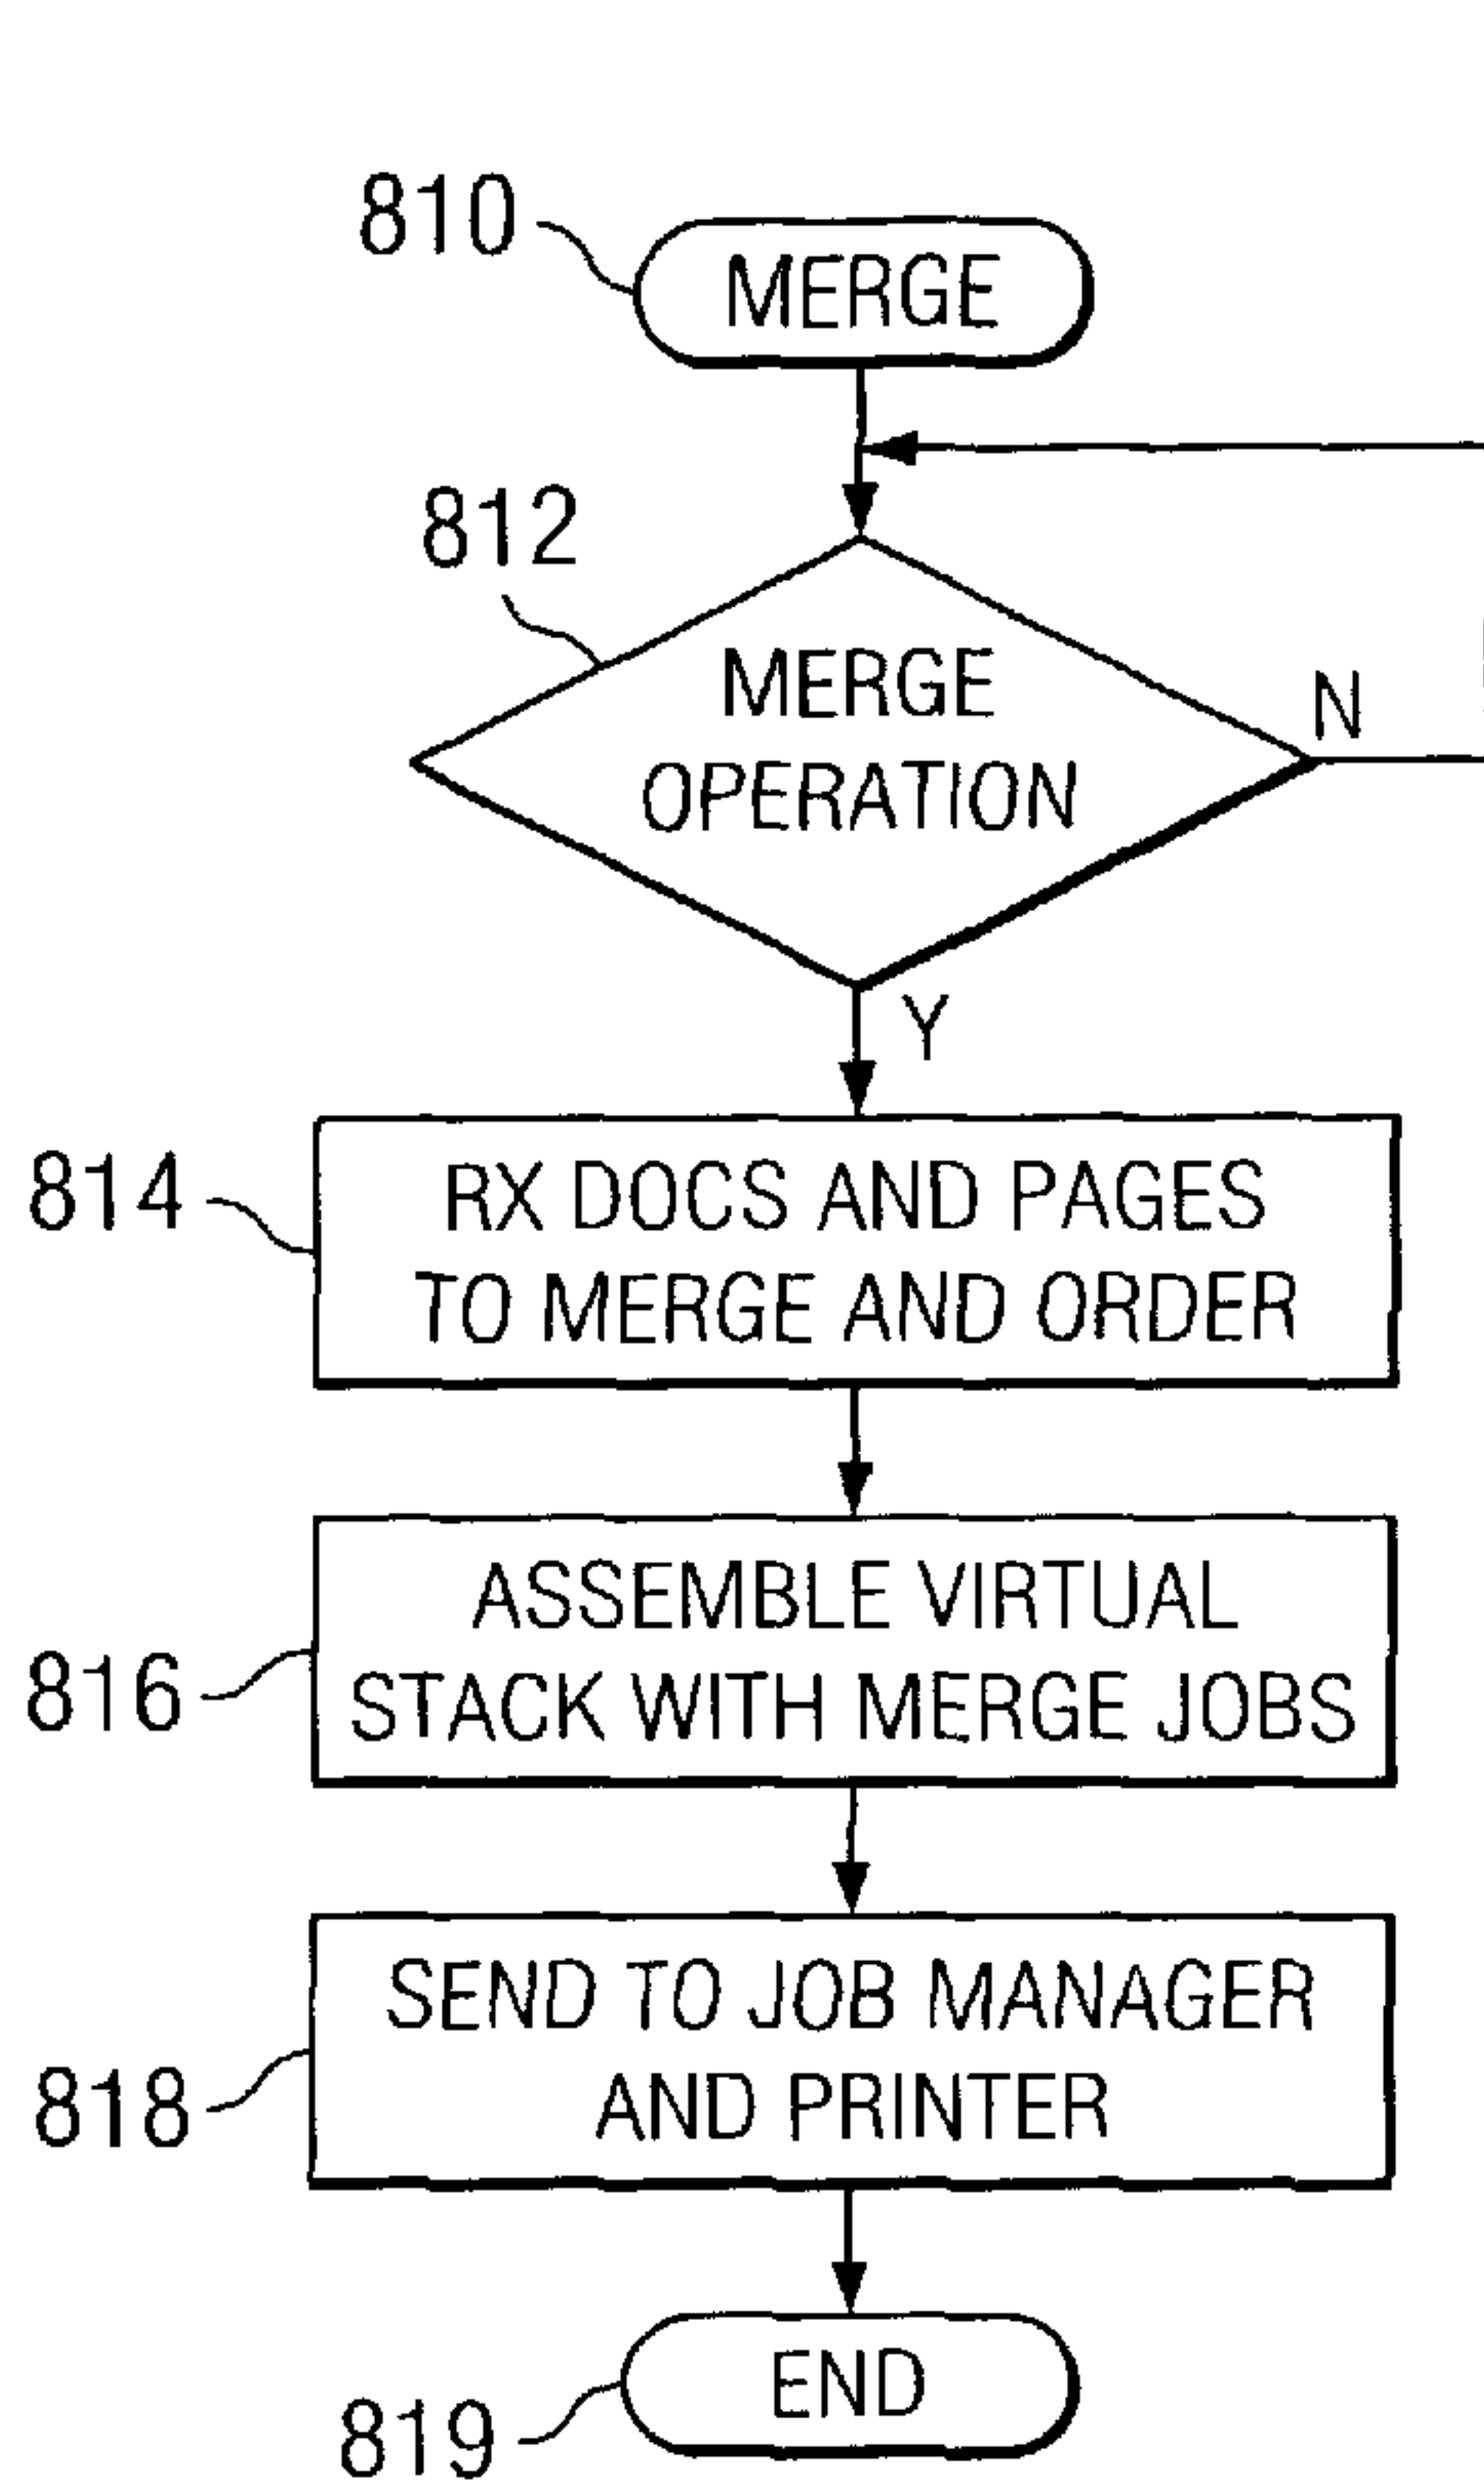 810
MERGE
812
MERGE
OPERATION
N
Y
814
RX DOCS AND PAGES
TO MERGE AND ORDER
816
ASSEMBLE VIRTUAL
STACK WITH MERGE JOBS
818
SEND TO JOB MANAGER
AND PRINTER
819
END